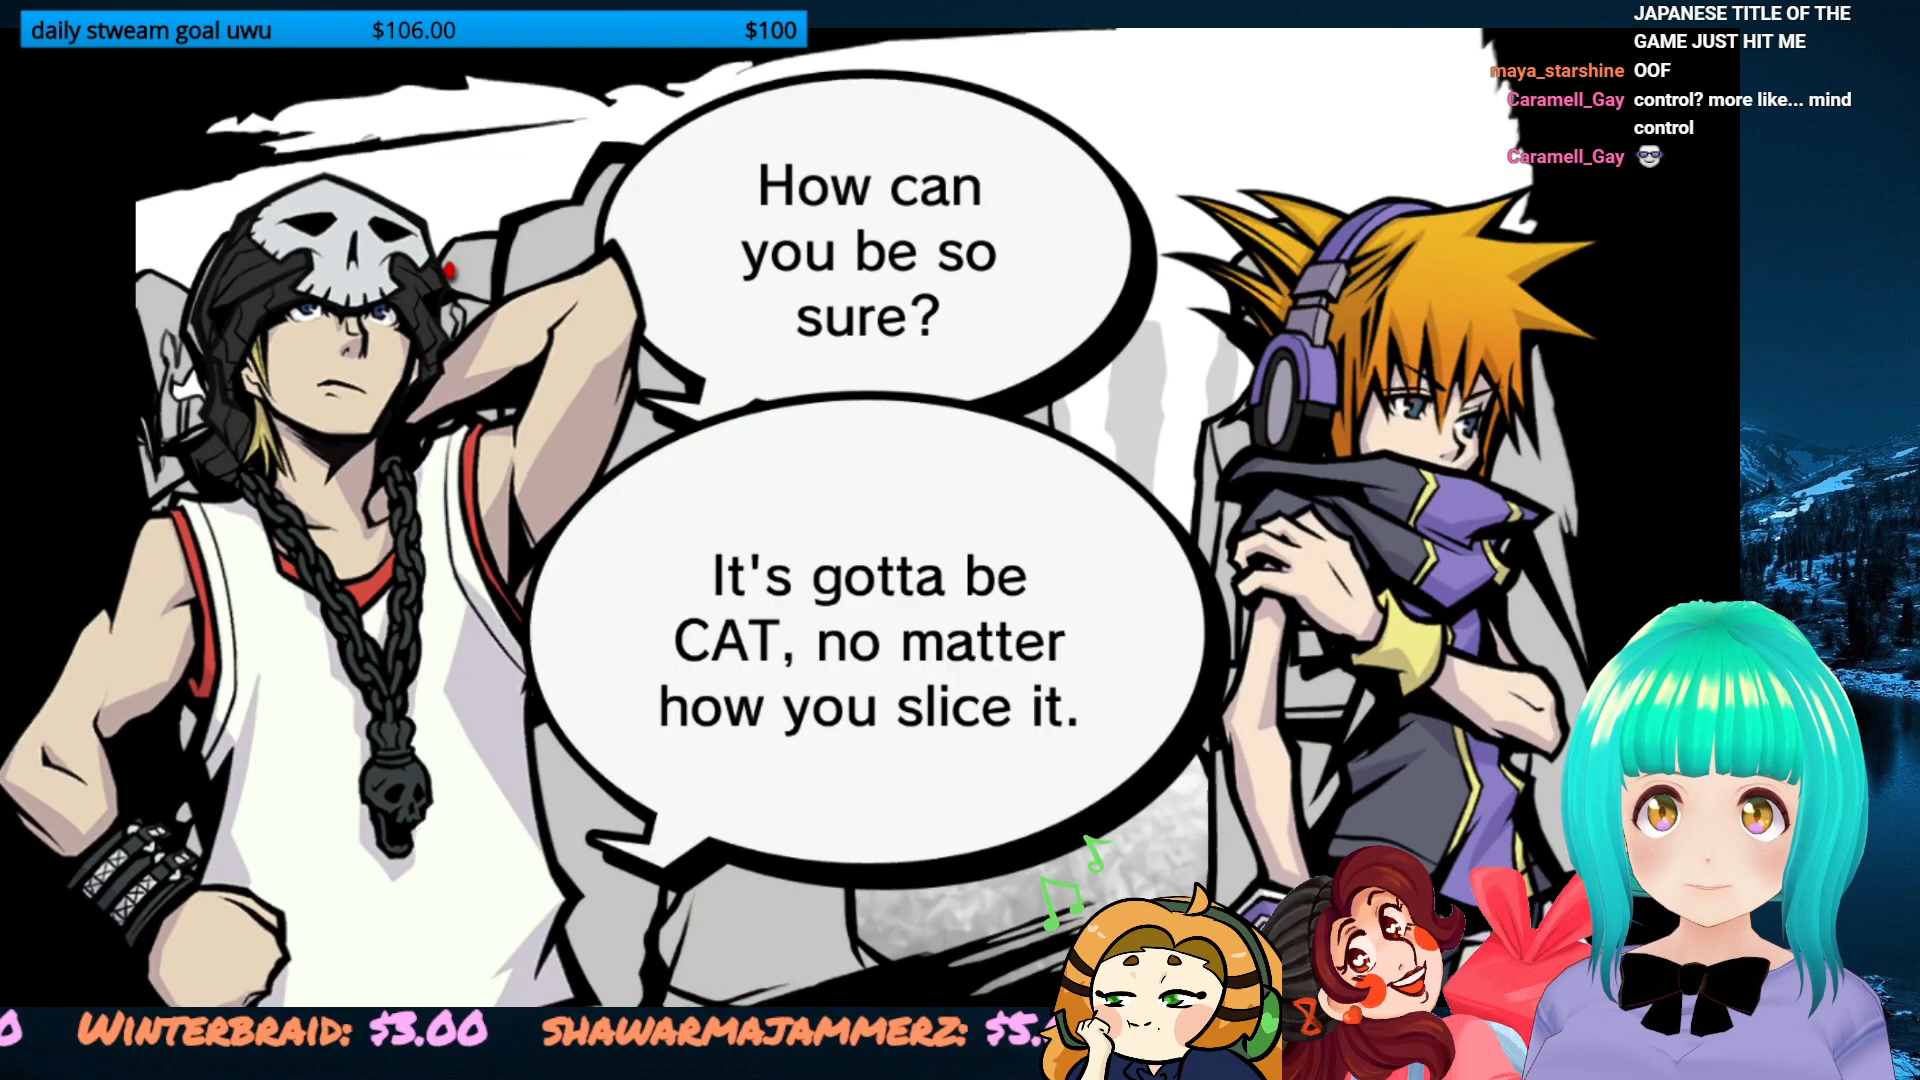 daily stweam goal uwu $106.00 $100
JAPANESE TITLE OF THE
GAME JUST HIT ME
maya_starshine OOF
Caramell_Gay control? more like... mind
control
Caramell_Gay
How can
you be so
sure?
It's gotta be
CAT, no matter
how you slice it.
0 WINTERBRAID: $3.00 SHAWARMAJAMMERZ: $5.